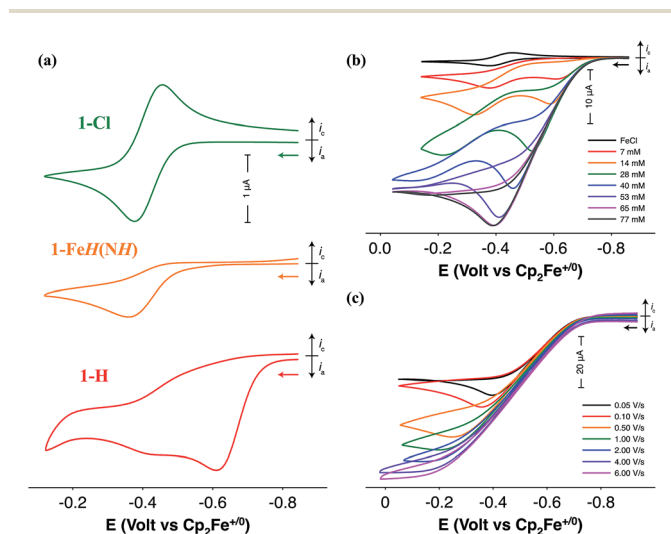 (a)
1-Cl
i_c
i_a
1 µA
1-FeH(NH)
i_c
i_a
1-H
i_c
i_a
-0.2 -0.4 -0.6 -0.8
E (Volt vs Cp₂Fe⁺/⁰)
(b)
i_c
i_a
10 µA
FeCl
7 mM
14 mM
28 mM
40 mM
53 mM
65 mM
77 mM
0.0 -0.2 -0.4 -0.6 -0.8
E (Volt vs Cp₂Fe⁺/⁰)
(c)
i_c
i_a
20 µA
0.05 V/s
0.10 V/s
0.50 V/s
1.00 V/s
2.00 V/s
4.00 V/s
6.00 V/s
0.0 -0.2 -0.4 -0.6 -0.8
E (Volt vs Cp₂Fe⁺/⁰)